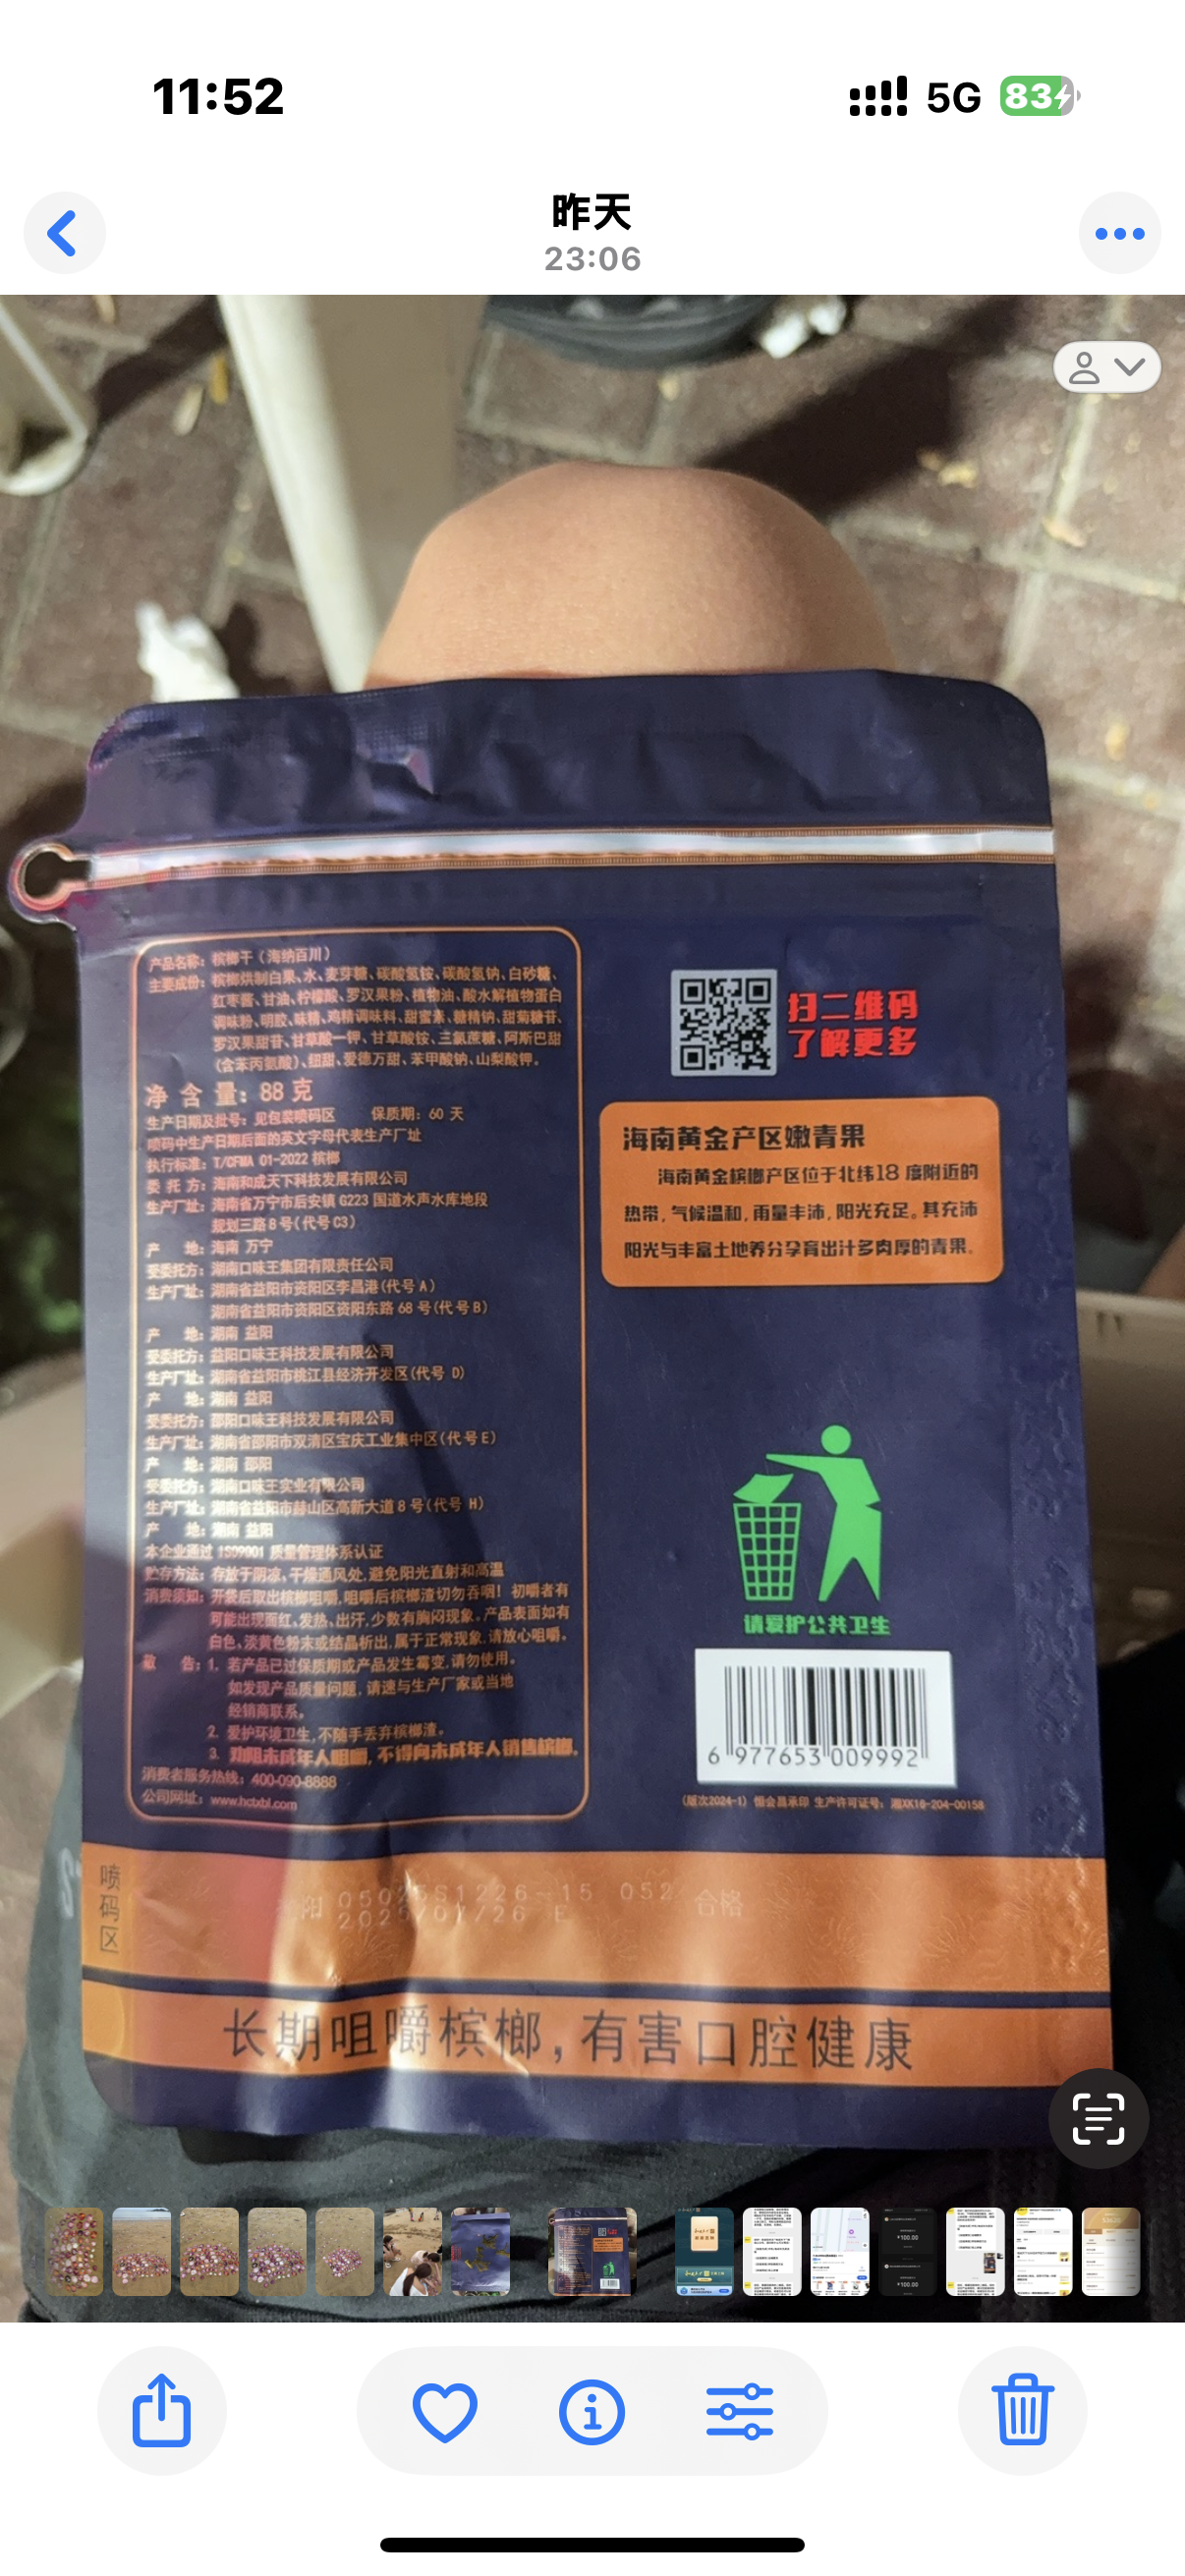 11:52
5G
83
昨天
23:06
产品名称: 槟榔干 (海纳百川)
主要成份: 槟榔烘制白果、水、麦芽糖、碳酸氢铵、碳酸氢钠、白砂糖、
红枣酱、甘油、柠檬酸、罗汉果粉、植物油、酸水解植物蛋白
调味粉、明胶、味精、鸡精调味料、甜蜜素、糖精钠、甜菊糖苷、
罗汉果甜苷、甘草酸一钾、甘草酸铵、三氯蔗糖、阿斯巴甜
(含苯丙氨酸)、纽甜、爱德万甜、苯甲酸钠、山梨酸钾。
净 含 量: 88 克
生产日期及批号: 见包装喷码区 保质期: 60 天
喷码中生产日期后面的英文字母代表生产厂址
执行标准: T/CFMA 01-2022 槟榔
委 托 方: 海南和成天下科技发展有限公司
生产厂址: 海南省万宁市后安镇 G223 国道水声水库地段
规划三路8号(代号 C3)
产 地: 海南 万宁
受委托方: 湖南口味王集团有限责任公司
生产厂址: 湖南省益阳市资阳区李昌港(代号 A)
湖南省益阳市资阳区资阳东路 68 号(代号 B)
产 地: 湖南 益阳
受委托方: 益阳口味王科技发展有限公司
生产厂址: 湖南省益阳市桃江县经济开发区(代号 D)
产 地: 湖南 益阳
受委托方: 邵阳口味王科技发展有限公司
生产厂址: 湖南省邵阳市双清区宝庆工业集中区(代号 E)
产 地: 湖南 邵阳
受委托方: 湖南口味王实业有限公司
生产厂址: 湖南省益阳市赫山区高新大道 8 号(代号 H)
产 地: 湖南 益阳
本企业通过 ISO9001 质量管理体系认证
贮存方法: 存放于阴凉、干燥通风处,避免阳光直射和高温
消费须知: 开袋后取出槟榔咀嚼,咀嚼后槟榔渣切勿吞咽! 初嚼者有
可能出现面红、发热、出汗,少数有胸闷现象。产品表面如有
白色、淡黄色粉末或结晶析出,属于正常现象,请放心咀嚼。
敬 告: 1. 若产品已过保质期或产品发生霉变,请勿使用。
如发现产品质量问题, 请速与生产厂家或当地
经销商联系。
2. 爱护环境卫生,不随手丢弃槟榔渣。
3. 劝阻未成年人咀嚼, 不得向未成年人销售槟榔。
消费者服务热线: 400-090-8888
公司网址: www.hctxbl.com
扫二维码
了解更多
海南黄金产区嫩青果
海南黄金槟榔产区位于北纬18 度附近的
热带, 气候温和, 雨量丰沛, 阳光充足。其充沛
阳光与丰富土地养分孕育出汁多肉厚的青果。
请爱护公共卫生
6 977653 009992
(版次2024-1) 恒会昌承印 生产许可证号: 湘XK16-204-00158
喷码区
阳 05025S1226 15 052 合格
2025/01/26 E
长期咀嚼槟榔,有害口腔健康